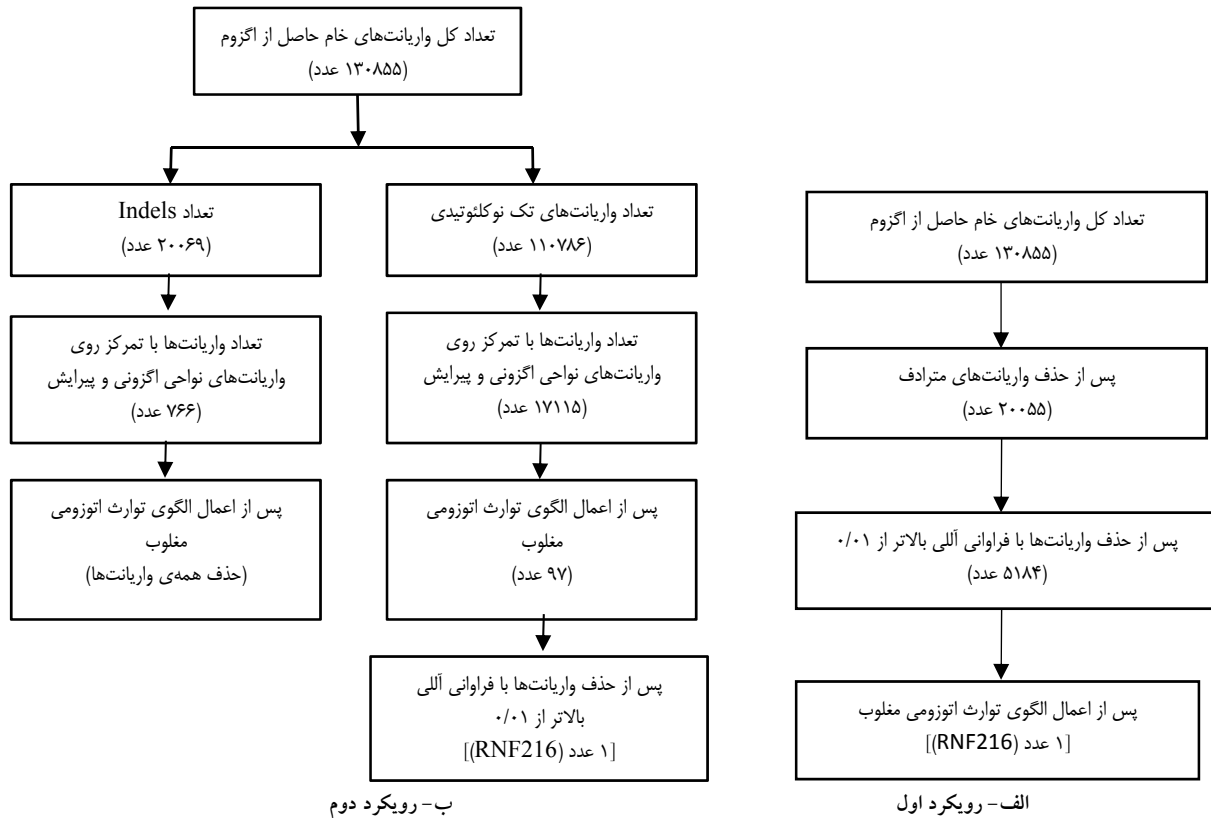 تعداد کل واریانت‌های خام حاصل از اگزوم
(۱۳۰۸۵۵ عدد)
پس از حذف واریانت‌های مترادف
(۲۰۰۵۵ عدد)
پس از حذف واریانت‌ها با فراوانی آللی بالاتر از ۰/۰۱
(۵۱۸۴ عدد)
پس از اعمال الگوی توارث اتوزومی مغلوب
[۱ عدد (RNF216)]
الف- رویکرد اول
تعداد کل واریانت‌های خام حاصل از اگزوم
(۱۳۰۸۵۵ عدد)
تعداد واریانت‌های تک نوکلئوتیدی
(۱۱۰۷۸۶ عدد)
تعداد واریانت‌ها با تمرکز روی
واریانت‌های نواحی اگزونی و پیرایش
(۱۷۱۱۵ عدد)
پس از اعمال الگوی توارث اتوزومی
مغلوب
(۹۷ عدد)
پس از حذف واریانت‌ها با فراوانی آللی
بالاتر از ۰/۰۱
[۱ عدد (RNF216)]
تعداد Indels
(۲۰۰۶۹ عدد)
تعداد واریانت‌ها با تمرکز روی
واریانت‌های نواحی اگزونی و پیرایش
(۷۶۶ عدد)
پس از اعمال الگوی توارث اتوزومی
مغلوب
(حذف همه‌ی واریانت‌ها)
ب- رویکرد دوم